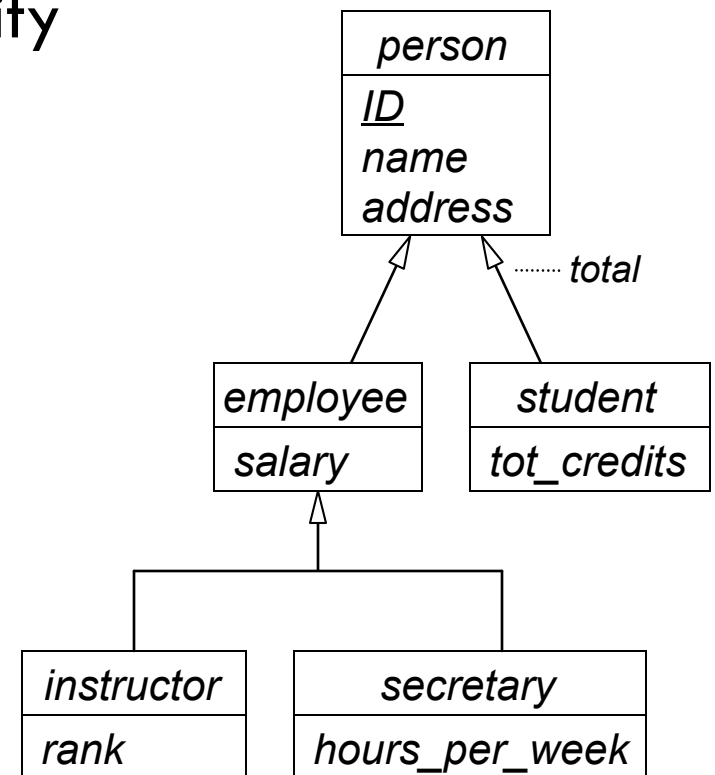 ity
person
ID
name
address
total
employee
student
salary
tot_credits
instructor
secretary
rank
hours_per_week